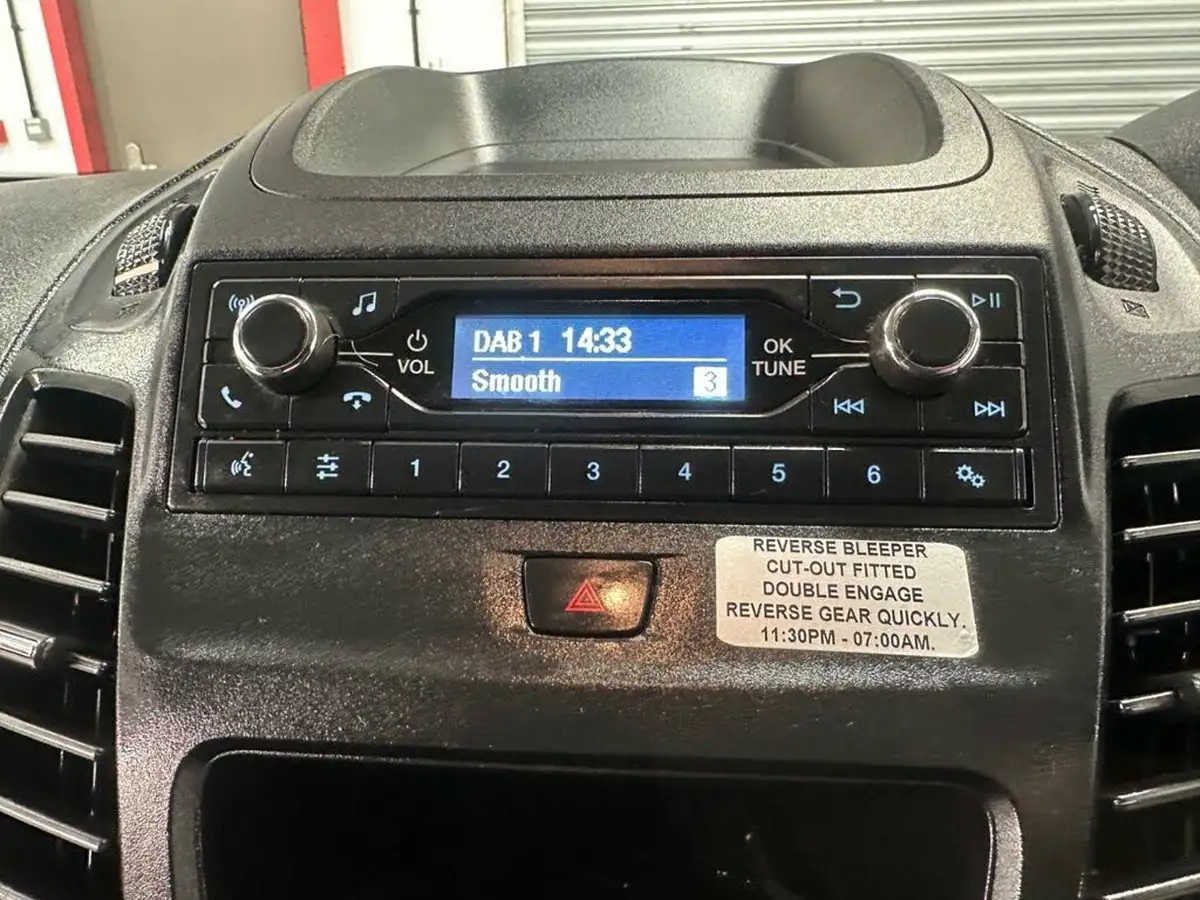 DAB 1 14:33
Smooth 3
VOL
OK
TUNE
1 2 3 4 5 6
REVERSE BLEEPER
CUT-OUT FITTED
DOUBLE ENGAGE
REVERSE GEAR QUICKLY.
11:30PM - 07:00AM.